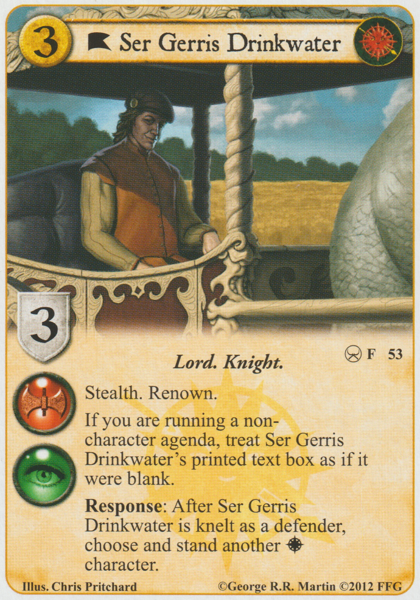 3 Ser Gerris Drinkwater
3
Lord. Knight.
F 53
Stealth. Renown.
If you are running a non-
character agenda, treat Ser Gerris
Drinkwater's printed text box as if it
were blank.
Response: After Ser Gerris
Drinkwater is knelt as a defender,
choose and stand another
character.
Illus. Chris Pritchard ©George R.R. Martin ©2012 FFG